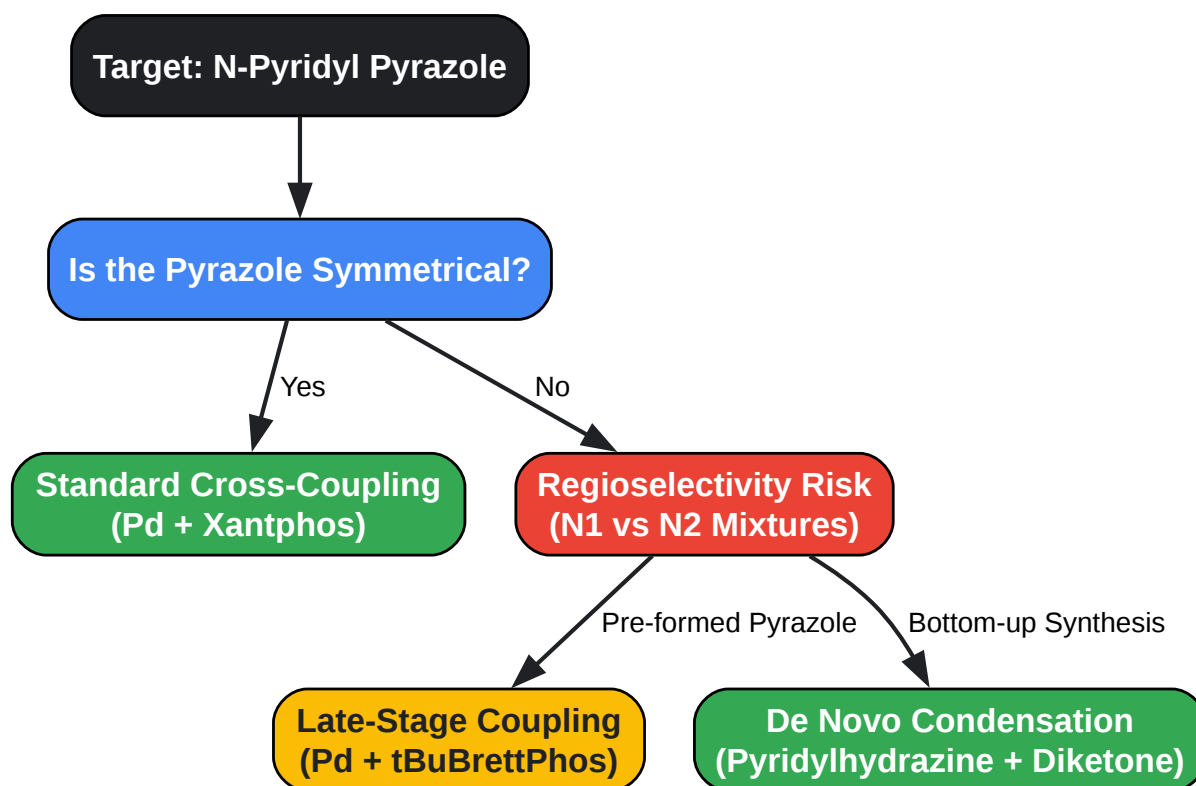 Target: N-Pyridyl Pyrazole
Is the Pyrazole Symmetrical?
Yes
No
Standard Cross-Coupling
(Pd + Xantphos)
Regioselectivity Risk
(N1 vs N2 Mixtures)
Pre-formed Pyrazole
Bottom-up Synthesis
Late-Stage Coupling
(Pd + tBuBrettPhos)
De Novo Condensation
(Pyridylhydrazine + Diketone)